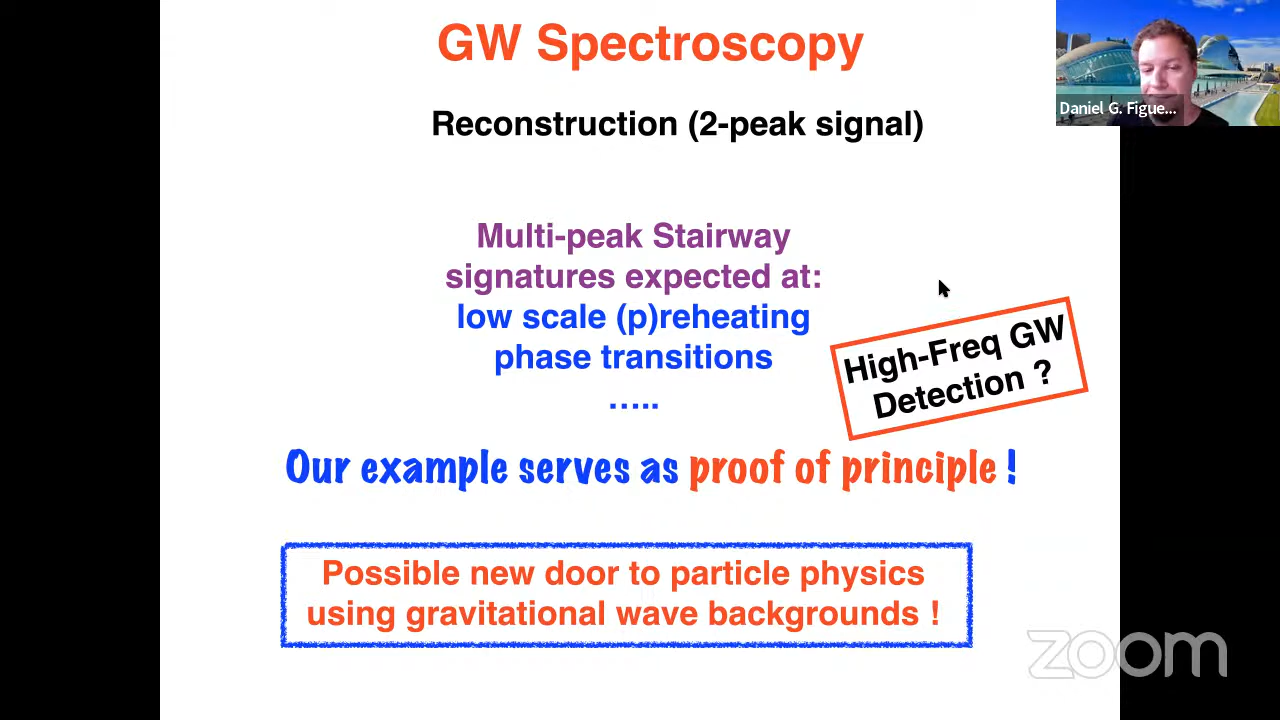 GW Spectroscopy
Daniel G. Figue...
Reconstruction (2-peak signal)
Multi-peak Stairway
signatures expected at:
low scale (p)reheating
phase transitions
.....
High-Freq GW
Detection ?
Our example serves as proof of principle !
Possible new door to particle physics
using gravitational wave backgrounds !
zoom